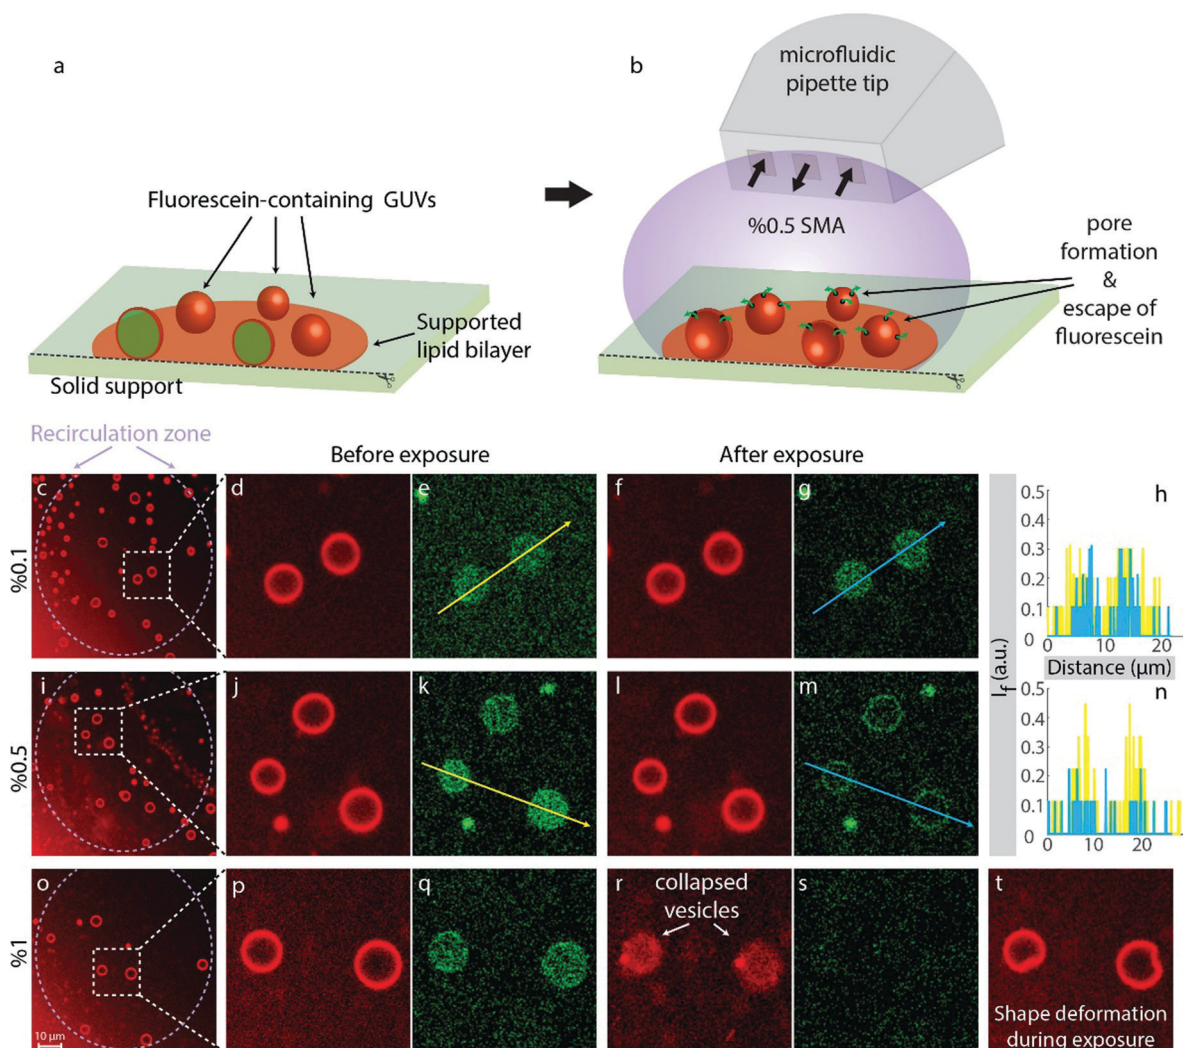 a
b
microfluidic
pipette tip
Fluorescein-containing GUVs
%0.5 SMA
pore
formation
&
escape of
fluorescein
Supported
lipid bilayer
Solid support
Recirculation zone
Before exposure
After exposure
%0.1
c
d
e
f
g
h
0.5
0.4
0.3
0.2
0.1
0
0
10
20
Distance (µm)
If (a.u.)
%0.5
i
j
k
l
m
n
0.5
0.4
0.3
0.2
0.1
0
0
10
20
%1
o
p
q
r
collapsed
vesicles
s
t
10 µm
Shape deformation
during exposure